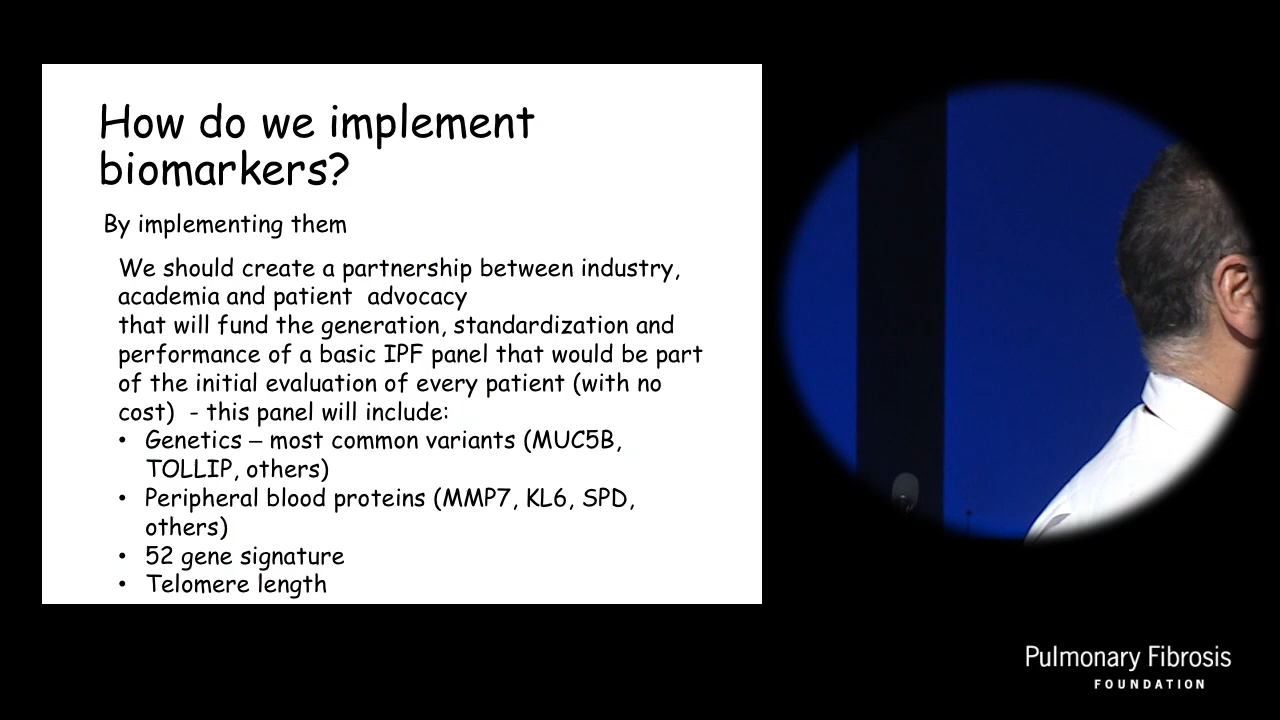 How do we implement
biomarkers?
By implementing them
We should create a partnership between industry,
academia and patient  advocacy
that will fund the generation, standardization and
performance of a basic IPF panel that would be part
of the initial evaluation of every patient (with no
cost)  - this panel will include:
• Genetics – most common variants (MUC5B,
TOLLIP, others)
• Peripheral blood proteins (MMP7, KL6, SPD,
others)
• 52 gene signature
• Telomere length
Pulmonary Fibrosis
FOUNDATION